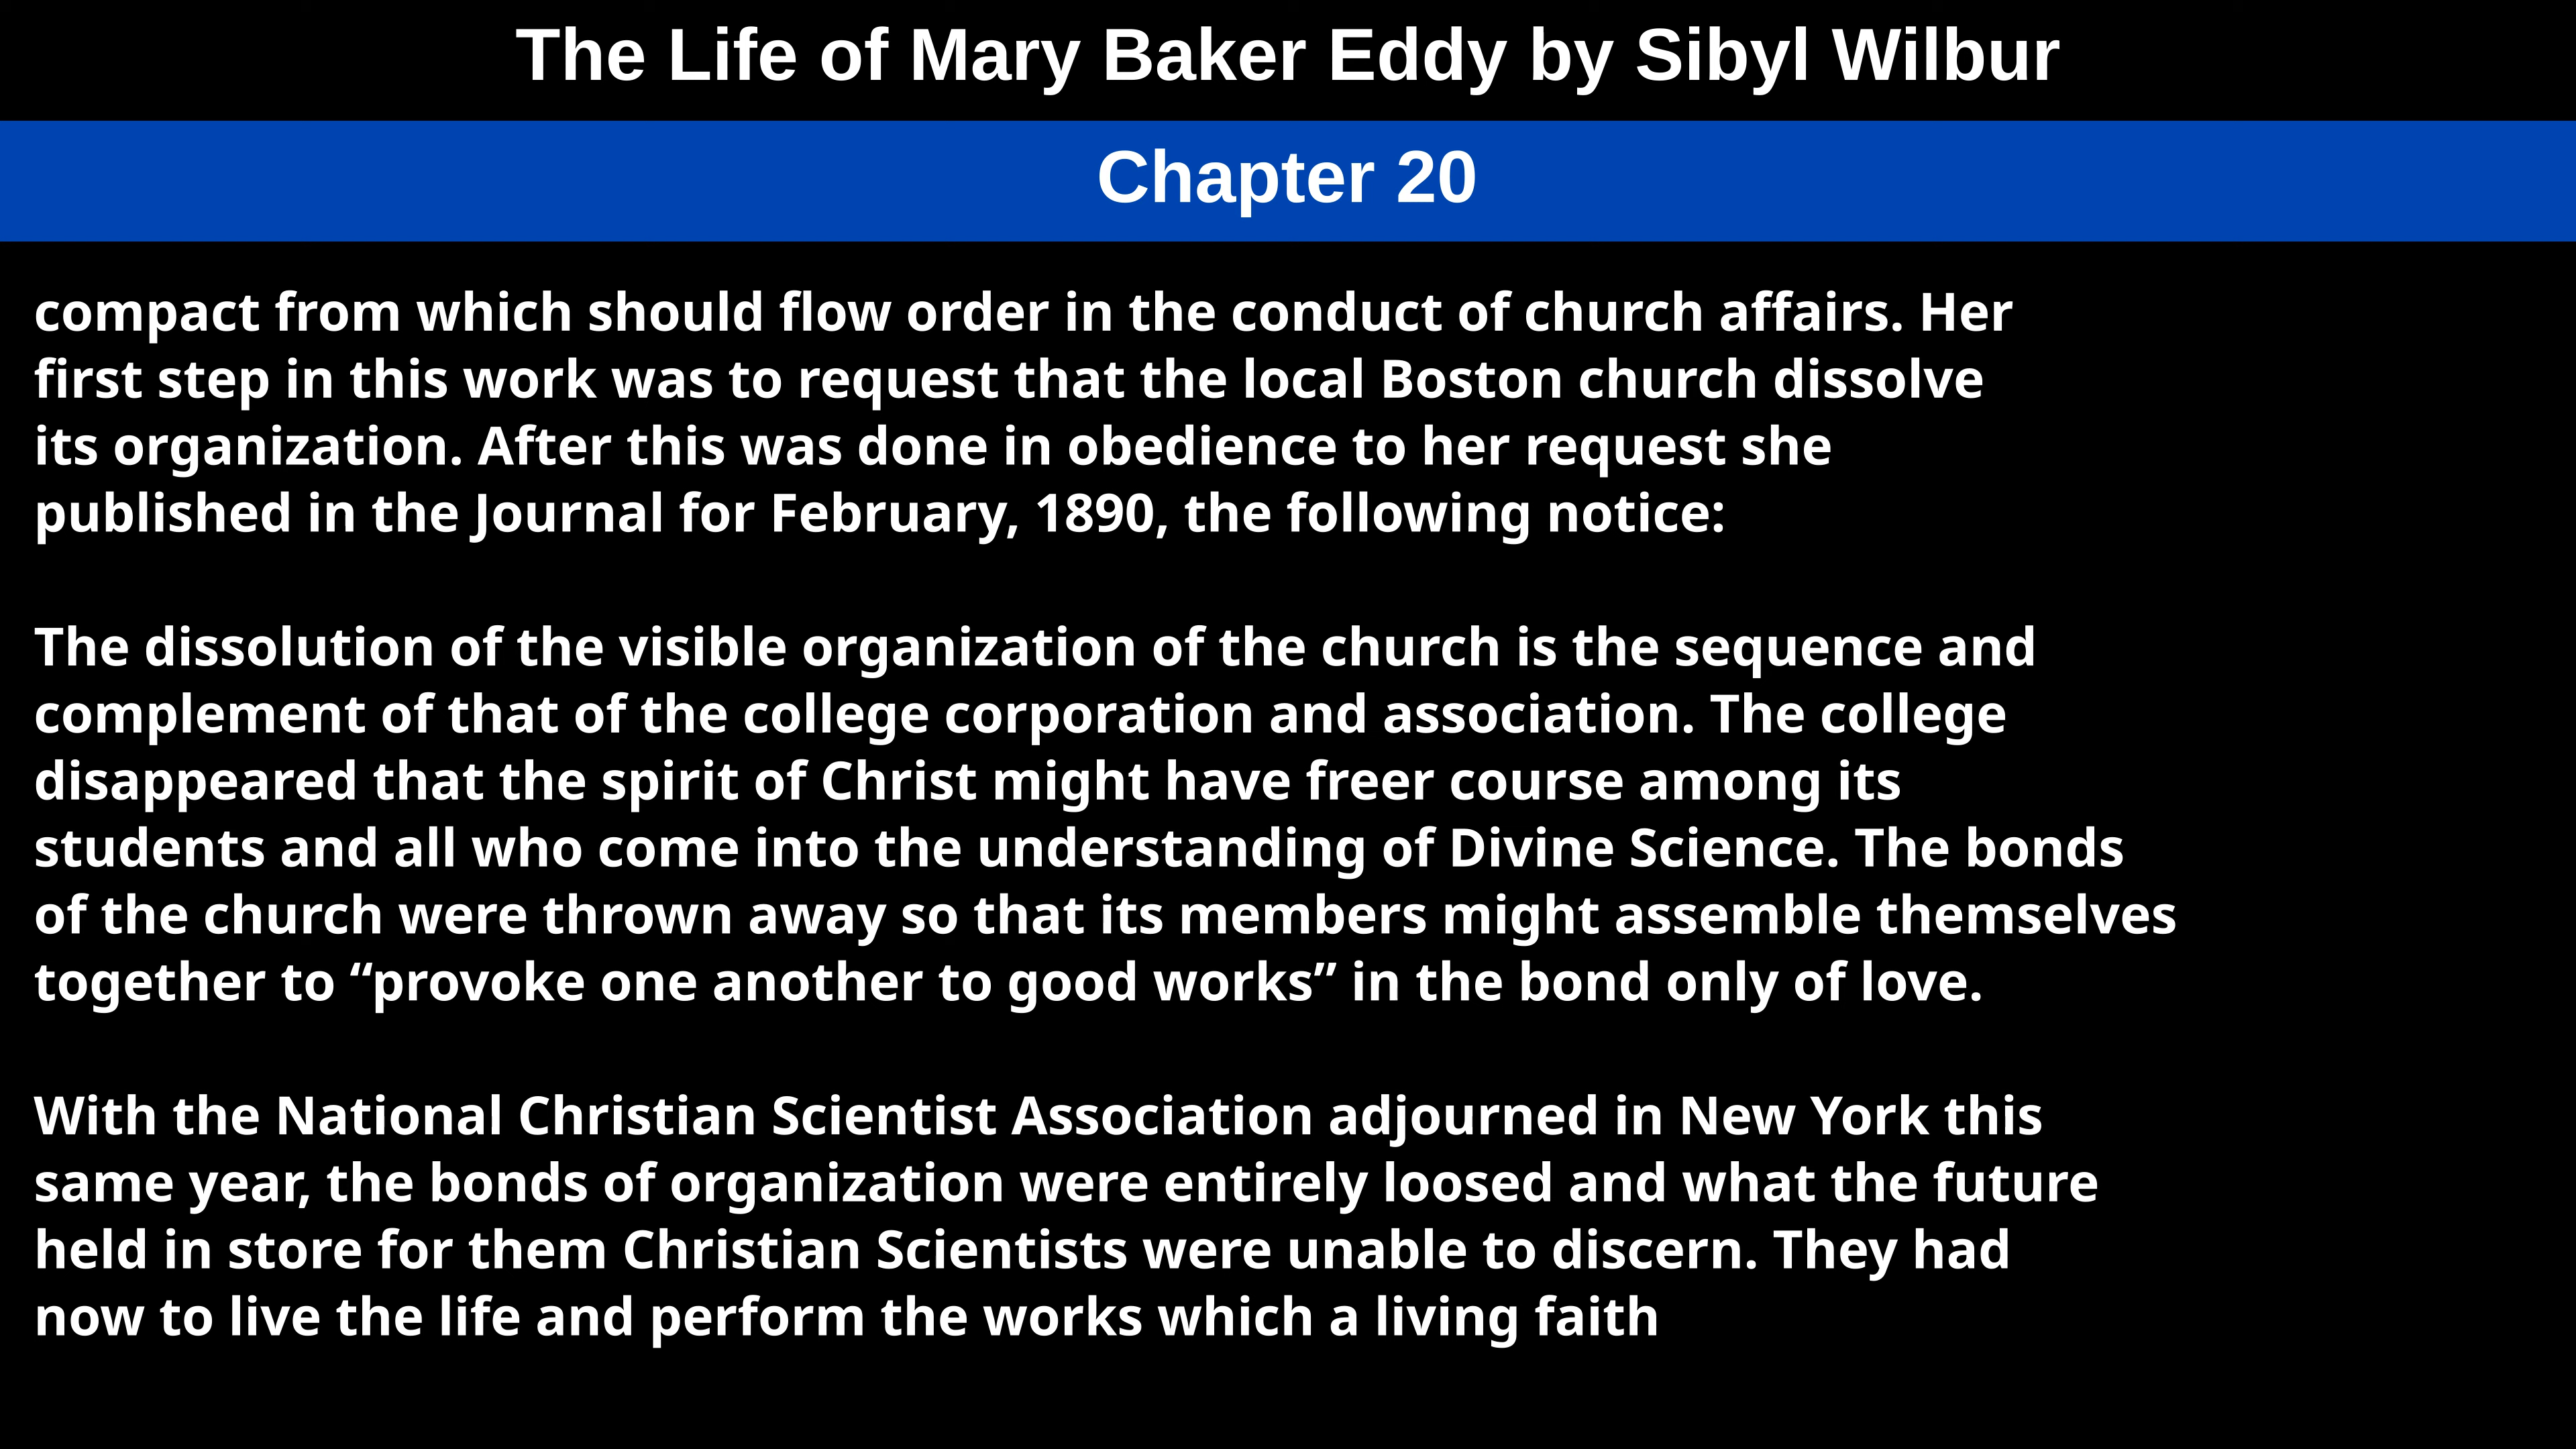 The Life of Mary Baker Eddy by Sibyl Wilbur
Chapter 20
compact from which should flow order in the conduct of church affairs. Her
first step in this work was to request that the local Boston church dissolve
its organization. After this was done in obedience to her request she
published in the Journal for February, 1890, the following notice:
The dissolution of the visible organization of the church is the sequence and
complement of that of the college corporation and association. The college
disappeared that the spirit of Christ might have freer course among its
students and all who come into the understanding of Divine Science. The bonds
of the church were thrown away so that its members might assemble themselves
together to “provoke one another to good works” in the bond only of love.
With the National Christian Scientist Association adjourned in New York this
same year, the bonds of organization were entirely loosed and what the future
held in store for them Christian Scientists were unable to discern. They had
now to live the life and perform the works which a living faith